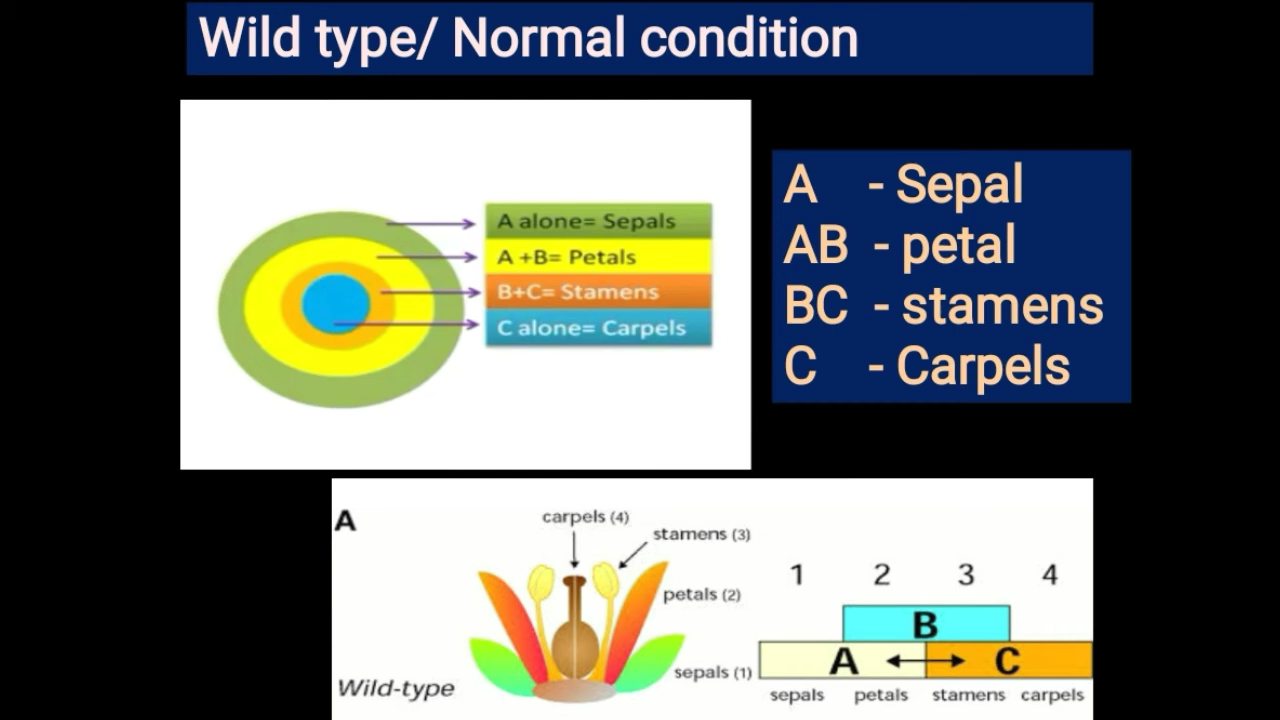 Wild type/ Normal condition
A alone= Sepals
A +B= Petals
B+C= Stamens
C alone= Carpels
A - Sepal
AB - petal
BC - stamens
C - Carpels
A
carpels (4)
stamens (3)
petals (2)
sepals (1)
Wild-type
1 2 3 4
B
A C
sepals petals stamens carpels